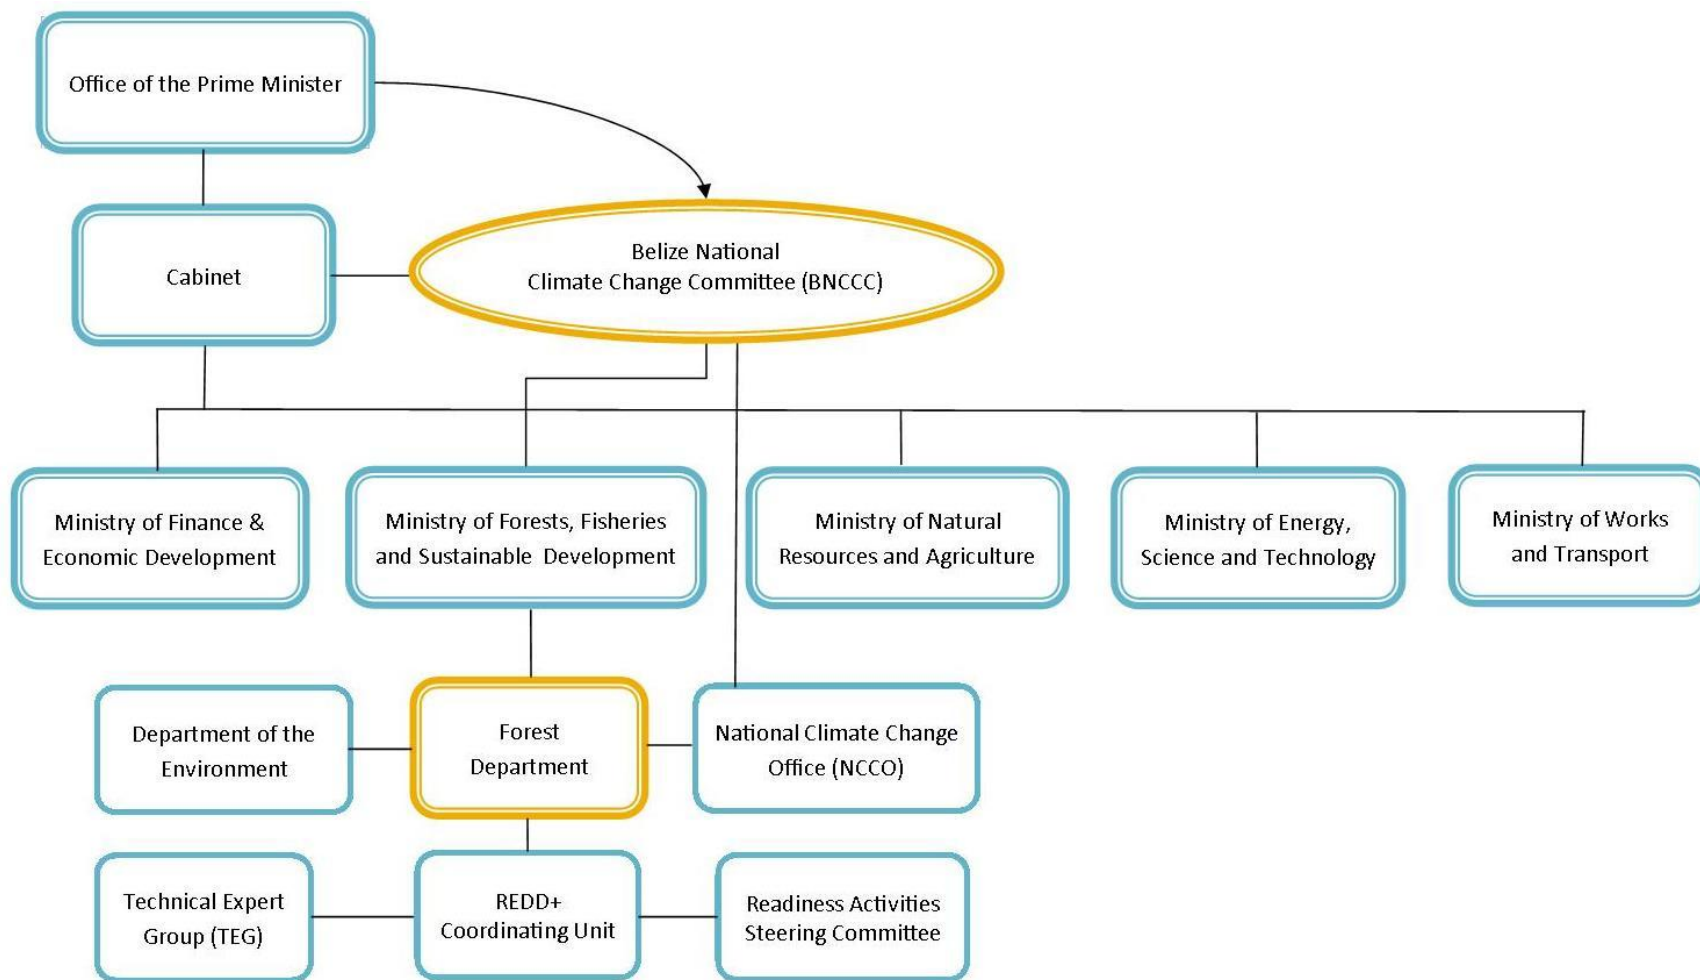 Office of the Prime Minister
Belize National
Climate Change Committee (BNCCC)
Cabinet
Ministry of Finance &
Economic Development
Ministry of Forests, Fisheries
and Sustainable Development
Ministry of Natural
Resources and Agriculture
Ministry of Energy,
Science and Technology
Ministry of Works
and Transport
Department of the
Environment
Forest
Department
National Climate Change
Office (NCCO)
Technical Expert
Group (TEG)
REDD+
Coordinating Unit
Readiness Activities
Steering Committee